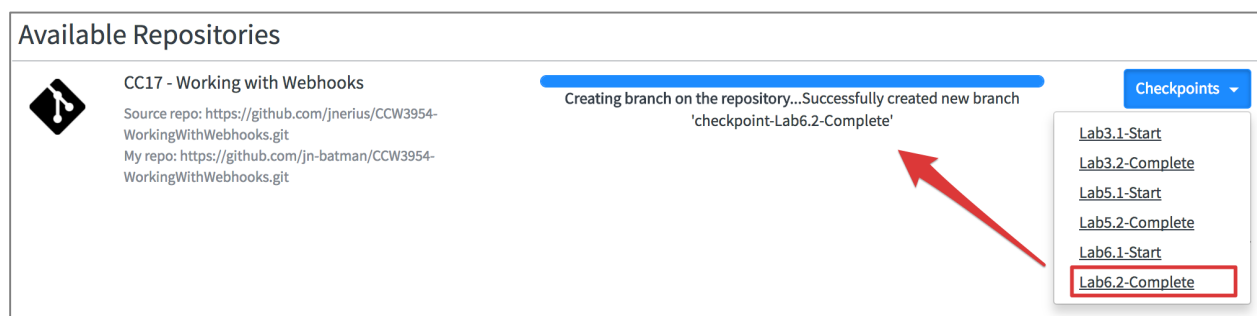 Available Repositories
CC17 - Working with Webhooks
Source repo: https://github.com/jnerius/CCW3954-
WorkingWithWebhooks.git
My repo: https://github.com/jn-batman/CCW3954-
WorkingWithWebhooks.git
Creating branch on the repository...Successfully created new branch
'checkpoint-Lab6.2-Complete'
Checkpoints
Lab3.1-Start
Lab3.2-Complete
Lab5.1-Start
Lab5.2-Complete
Lab6.1-Start
Lab6.2-Complete